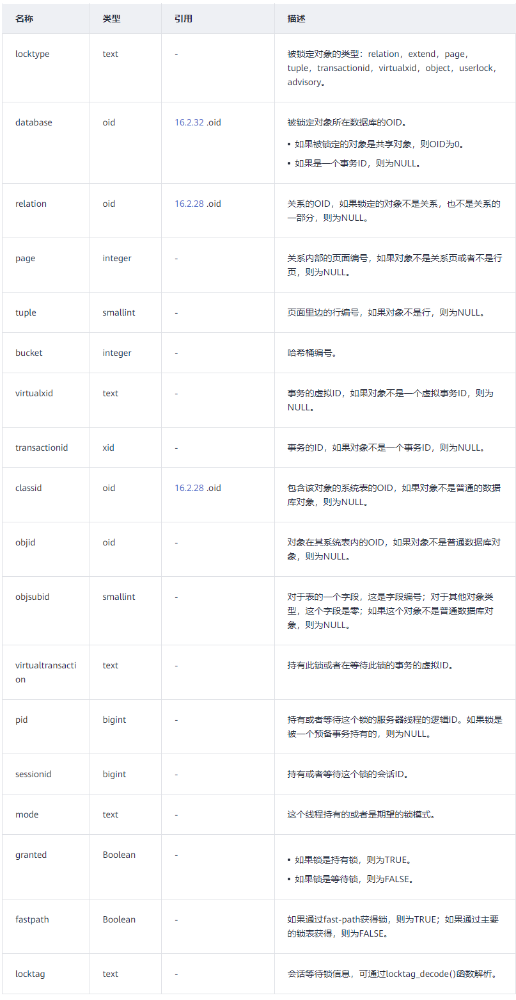 名称 类型 引用 描述
locktype text - 被锁定对象的类型：relation，extend，page，
tuple，transactionid，virtualxid，object，userlock，
advisory。
database oid 16.2.32 .oid 被锁定对象所在数据库的OID。
• 如果被锁定的对象是共享对象，则OID为0。
• 如果是一个事务ID，则为NULL。
relation oid 16.2.28 .oid 关系的OID，如果锁定的对象不是关系，也不是关系的
一部分，则为NULL。
page integer - 关系内部的页面编号，如果对象不是关系页或者不是行
页，则为NULL。
tuple smallint - 页面里边的行编号，如果对象不是行，则为NULL。
bucket integer - 哈希桶编号。
virtualxid text - 事务的虚拟ID，如果对象不是一个虚拟事务ID，则为
NULL。
transactionid xid - 事务的ID，如果对象不是一个事务ID，则为NULL。
classid oid 16.2.28 .oid 包含该对象的系统表的OID，如果对象不是普通的数据
库对象，则为NULL。
objid oid - 对象在其系统表内的OID，如果对象不是普通数据库对
象，则为NULL。
objsubid smallint - 对于表的一个字段，这是字段编号；对于其他对象类
型，这个字段是零；如果这个对象不是普通数据库对
象，则为NULL。
virtualtransacti text - 持有此锁或者在等待此锁的事务的虚拟ID。
on
pid bigint - 持有或者等待这个锁的服务器线程的逻辑ID。如果锁是
被一个预备事务持有的，则为NULL。
sessionid bigint - 持有或者等待这个锁的会话ID。
mode text - 这个线程持有的或者是期望的锁模式。
granted Boolean - • 如果锁是持有锁，则为TRUE。
• 如果锁是等待锁，则为FALSE。
fastpath Boolean - 如果通过fast-path获得锁，则为TRUE；如果通过主要
的锁表获得，则为FALSE。
locktag text - 会话等待锁信息，可通过locktag_decode()函数解析。